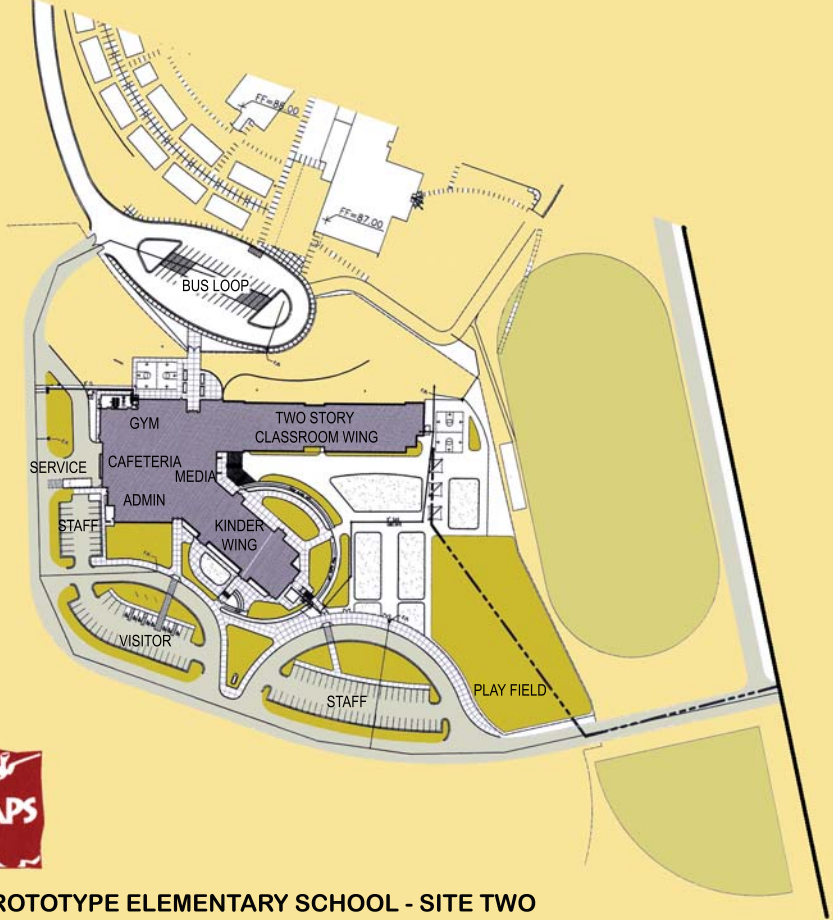 FF=88.00
FF=87.00
BUS LOOP
GYM
TWO STORY
CLASSROOM WING
CAFETERIA
MEDIA
SERVICE
ADMIN
STAFF
KINDER
WING
VISITOR
PLAY FIELD
STAFF
APS
ROTOTYPE ELEMENTARY SCHOOL - SITE TWO